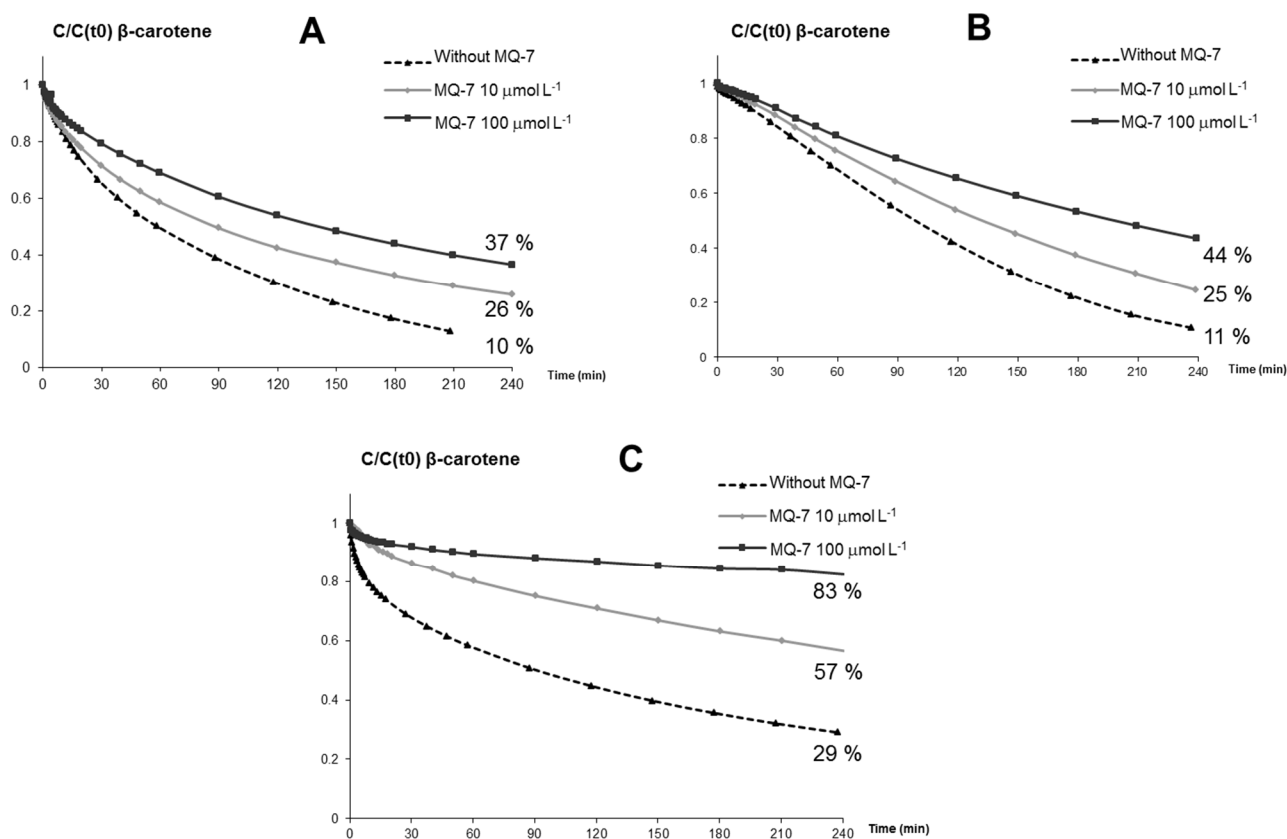 C/C(t0) β-carotene
A
Without MQ-7
MQ-7 10 μmol L⁻¹
MQ-7 100 μmol L⁻¹
1
0.8
0.6
0.4
0.2
0
37 %
26 %
10 %
0 30 60 90 120 150 180 210 240
Time (min)
C/C(t0) β-carotene
B
Without MQ-7
MQ-7 10 μmol L⁻¹
MQ-7 100 μmol L⁻¹
1
0.8
0.6
0.4
0.2
0
44 %
25 %
11 %
0 30 60 90 120 150 180 210 240
Time (min)
C/C(t0) β-carotene
C
Without MQ-7
MQ-7 10 μmol L⁻¹
MQ-7 100 μmol L⁻¹
1
0.8
0.6
0.4
0.2
0
83 %
57 %
29 %
0 30 60 90 120 150 180 210 240
Time (min)